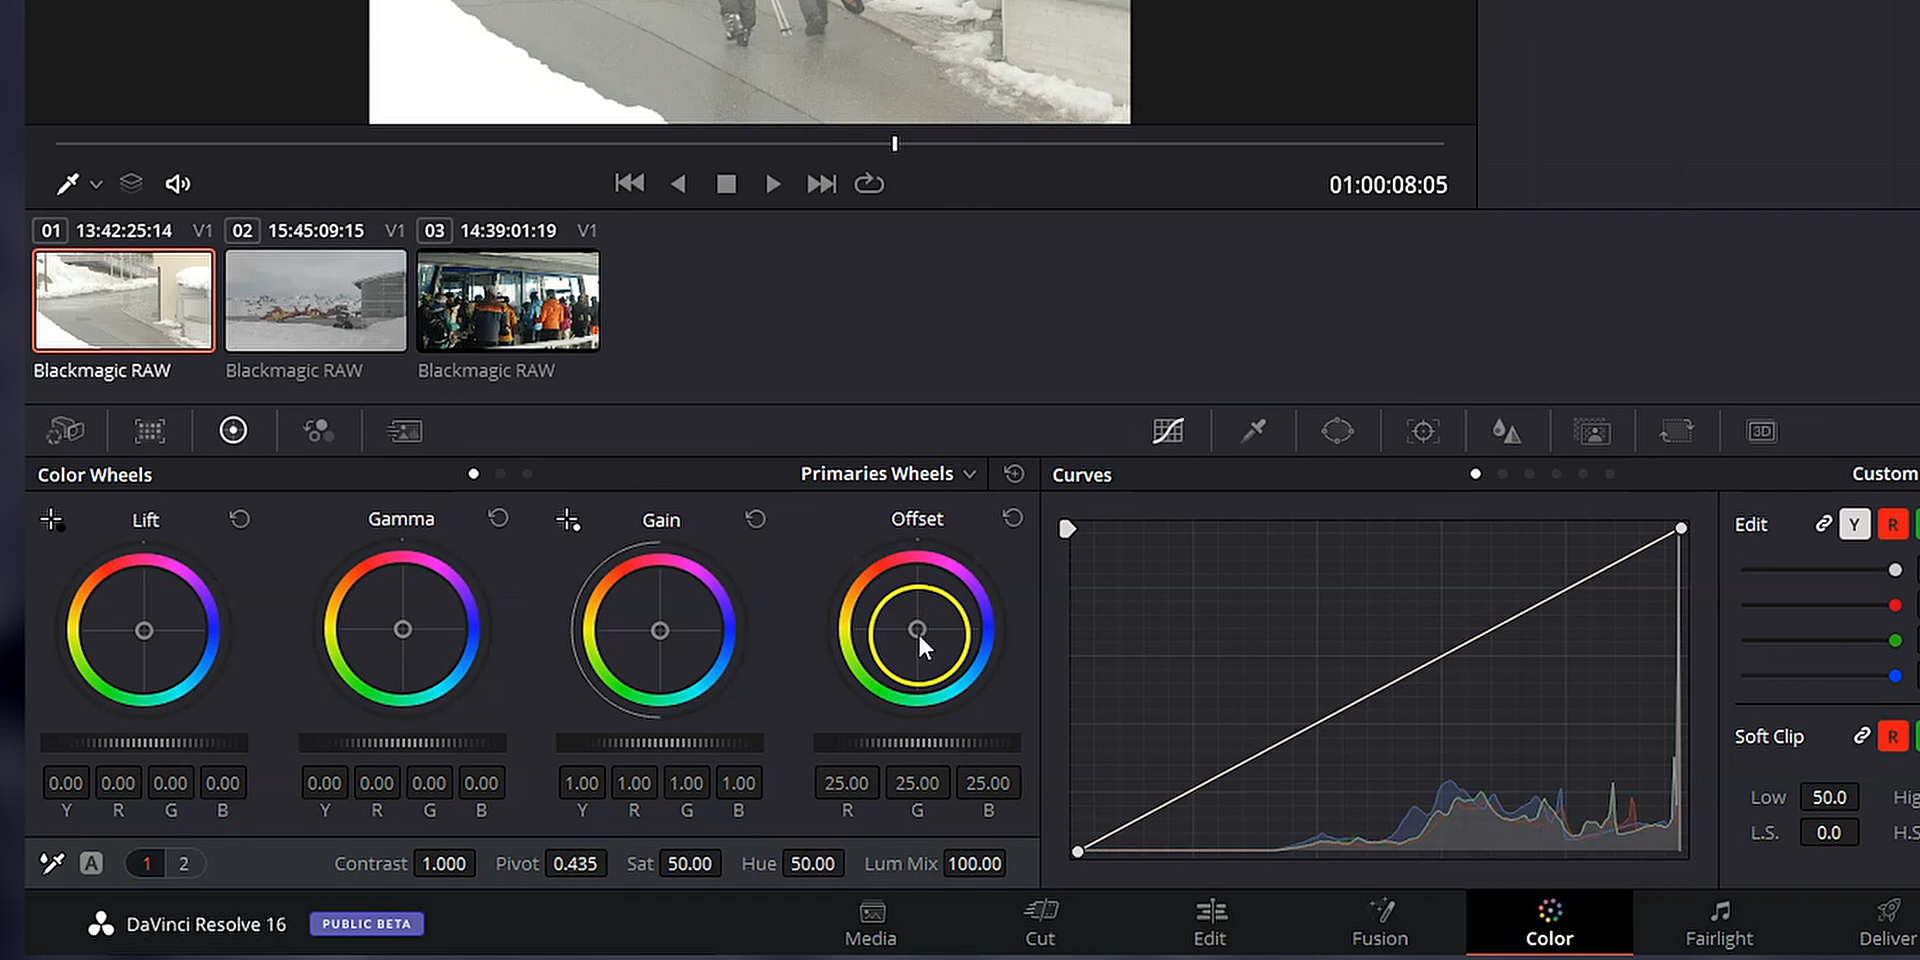 01:00:08:05
01 13:42:25:14 V1 02 15:45:09:15 V1 03 14:39:01:19 V1
Blackmagic RAW Blackmagic RAW Blackmagic RAW
3D
Color Wheels Primaries Wheels Curves Custom
Lift Gamma Gain Offset Edit Y R
Soft Clip R
0.00 0.00 0.00 0.00 0.00 0.00 0.00 0.00 1.00 1.00 1.00 1.00 25.00 25.00 25.00
Y R G B Y R G B Y R G B R G B
Low 50.0 Hig
L.S. 0.0 H.S
A 1 2 Contrast 1.000 Pivot 0.435 Sat 50.00 Hue 50.00 Lum Mix 100.00
DaVinci Resolve 16 PUBLIC BETA
Media Cut Edit Fusion Color Fairlight Deliver